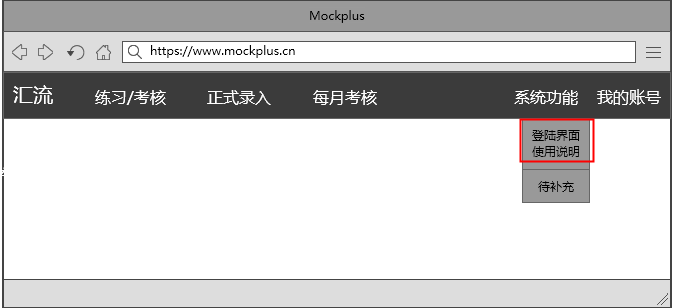 Mockplus
https://www.mockplus.cn
汇流 练习/考核 正式录入 每月考核 系统功能 我的账号
登陆界面
使用说明
待补充